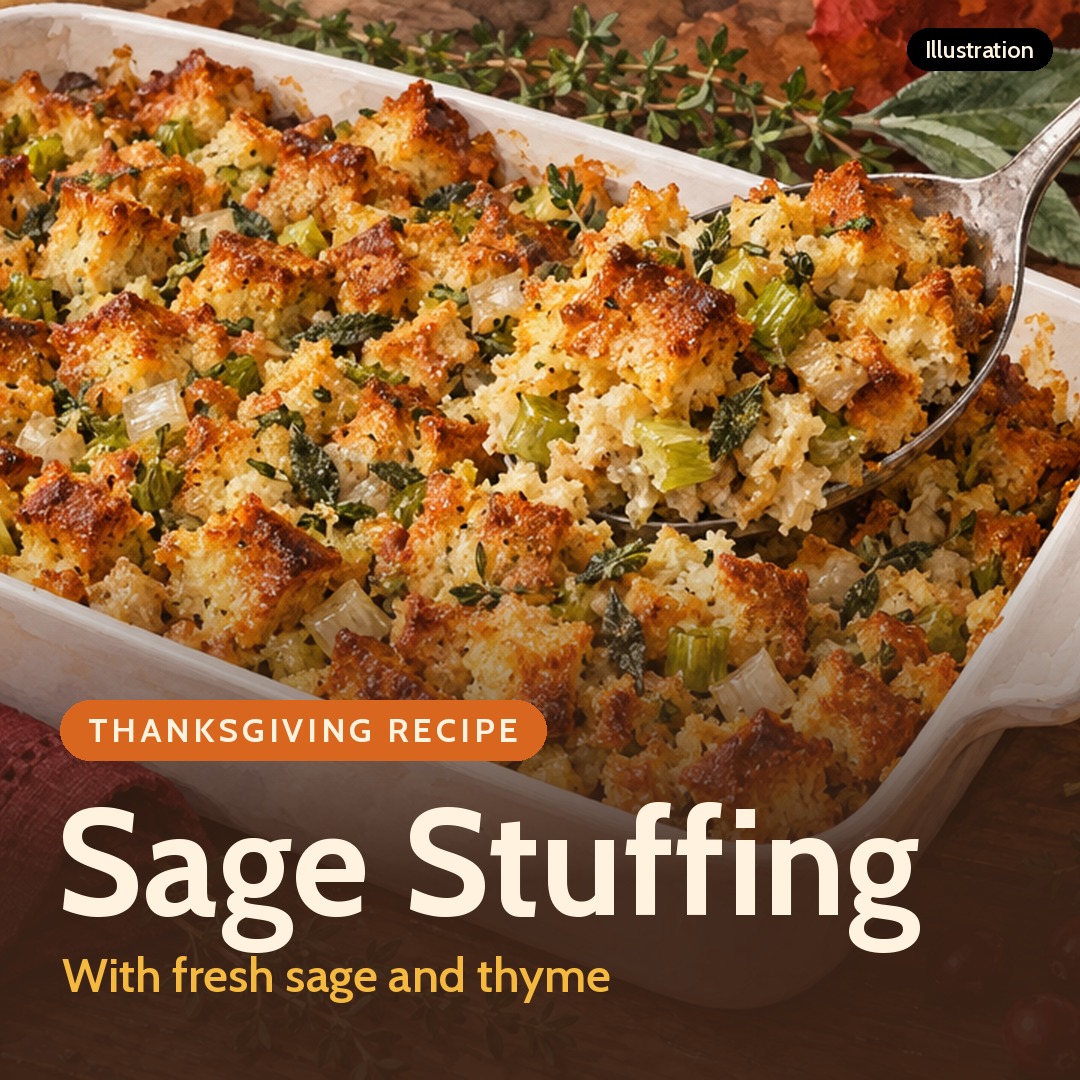 Illustration
THANKSGIVING RECIPE
Sage Stuffing
With fresh sage and thyme